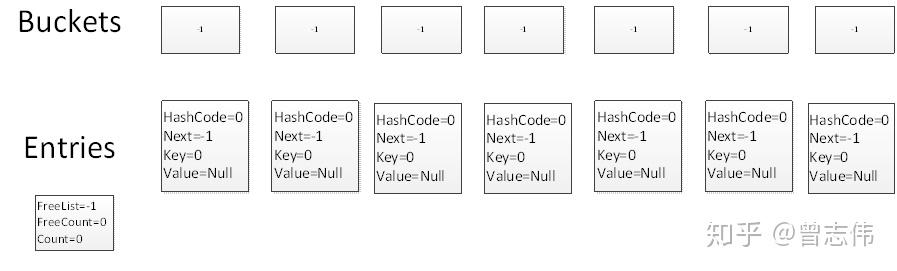 Buckets
-1
-1
-1
-1
-1
-1
-1
Entries
HashCode=0
Next=-1
Key=0
Value=Null
HashCode=0
Next=-1
Key=0
Value=Null
HashCode=0
Next=-1
Key=0
Value=Null
HashCode=0
Next=-1
Key=0
Value=Null
HashCode=0
Next=-1
Key=0
Value=Null
HashCode=0
Next=-1
Key=0
Value=Null
HashCode=0
Next=-1
Key=0
Value=Null
FreeList=-1
FreeCount=0
Count=0
知乎 @曾志伟